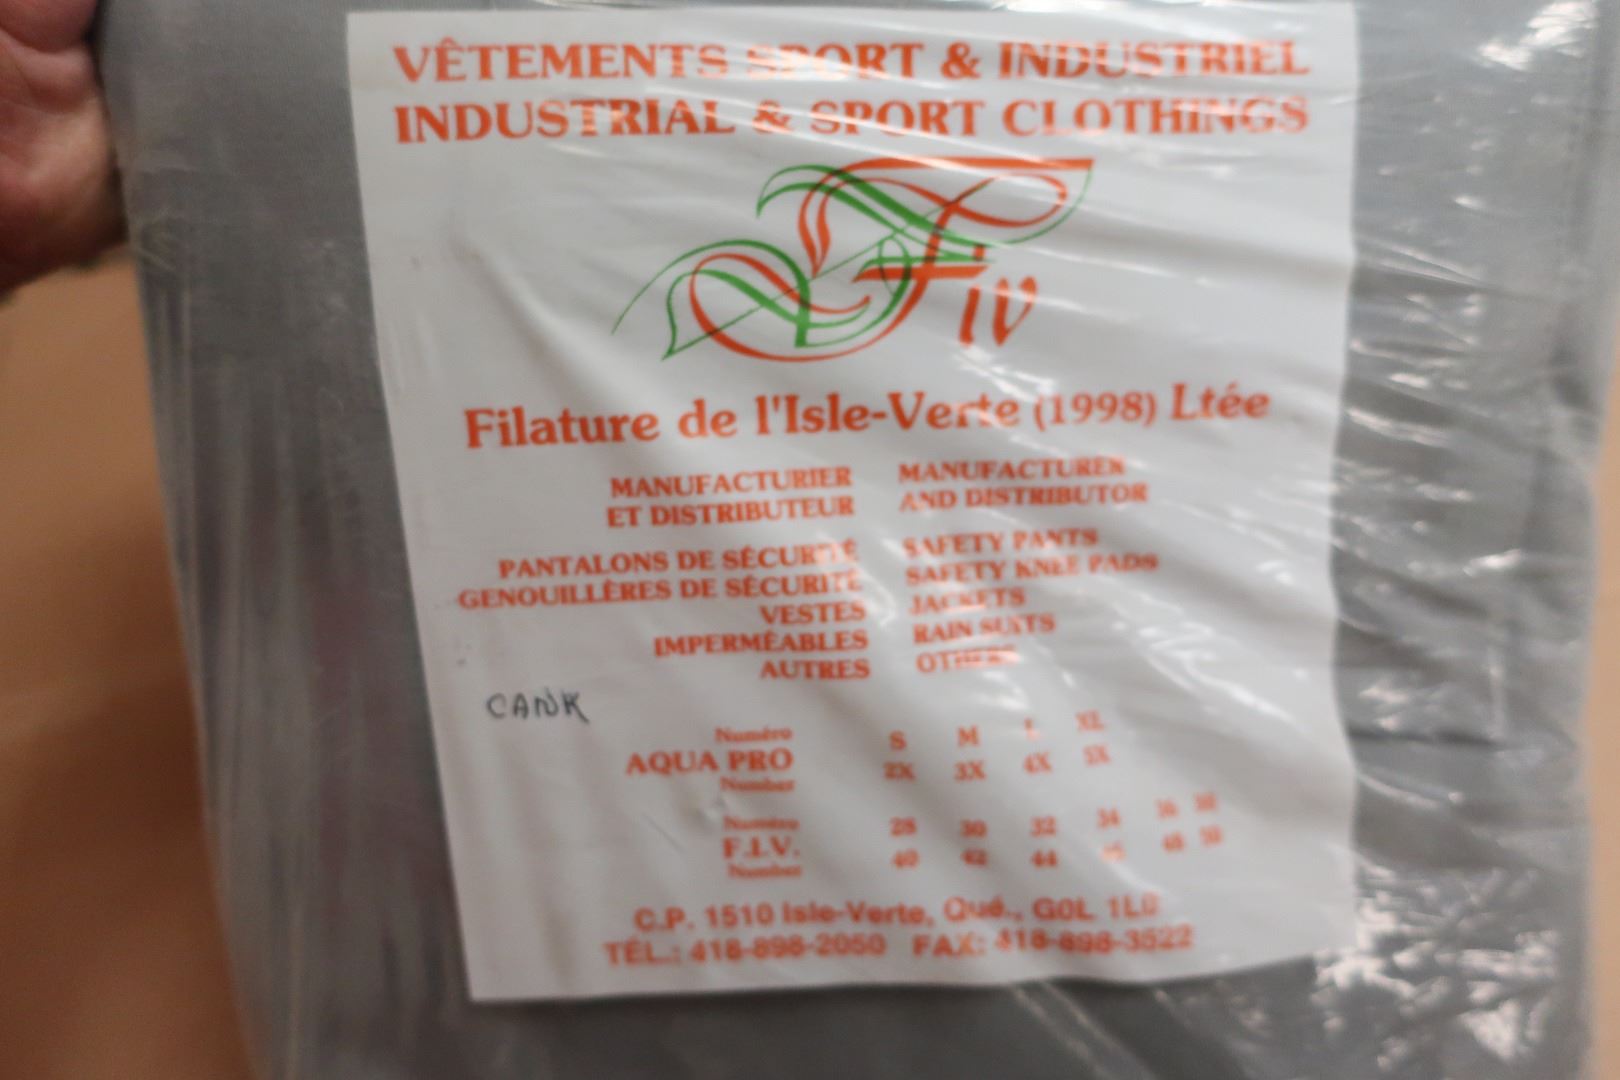 VÊTEMENTS SPORT & INDUSTRIEL
INDUSTRIAL & SPORT CLOTHINGS
Fiv
Filature de l'Isle-Verte (1998) Ltée
MANUFACTURIER
ET DISTRIBUTEUR
MANUFACTURER
AND DISTRIBUTOR
PANTALONS DE SÉCURITÉ
GENOUILLÈRES DE SÉCURITÉ
VESTES
IMPERMÉABLES
AUTRES
SAFETY PANTS
SAFETY KNEE PADS
JACKETS
RAIN SUITS
OTHERS
CANK
Numéro
AQUA PRO
Number
S M L XL
2X 3X 4X 5X
Numéro
F.I.V.
Number
28 30 32 34 36
40 42 44 48 50
C.P. 1510 Isle-Verte, Qué., G0L
TÉL.: 418-898-2050 FAX: 418-898-3522